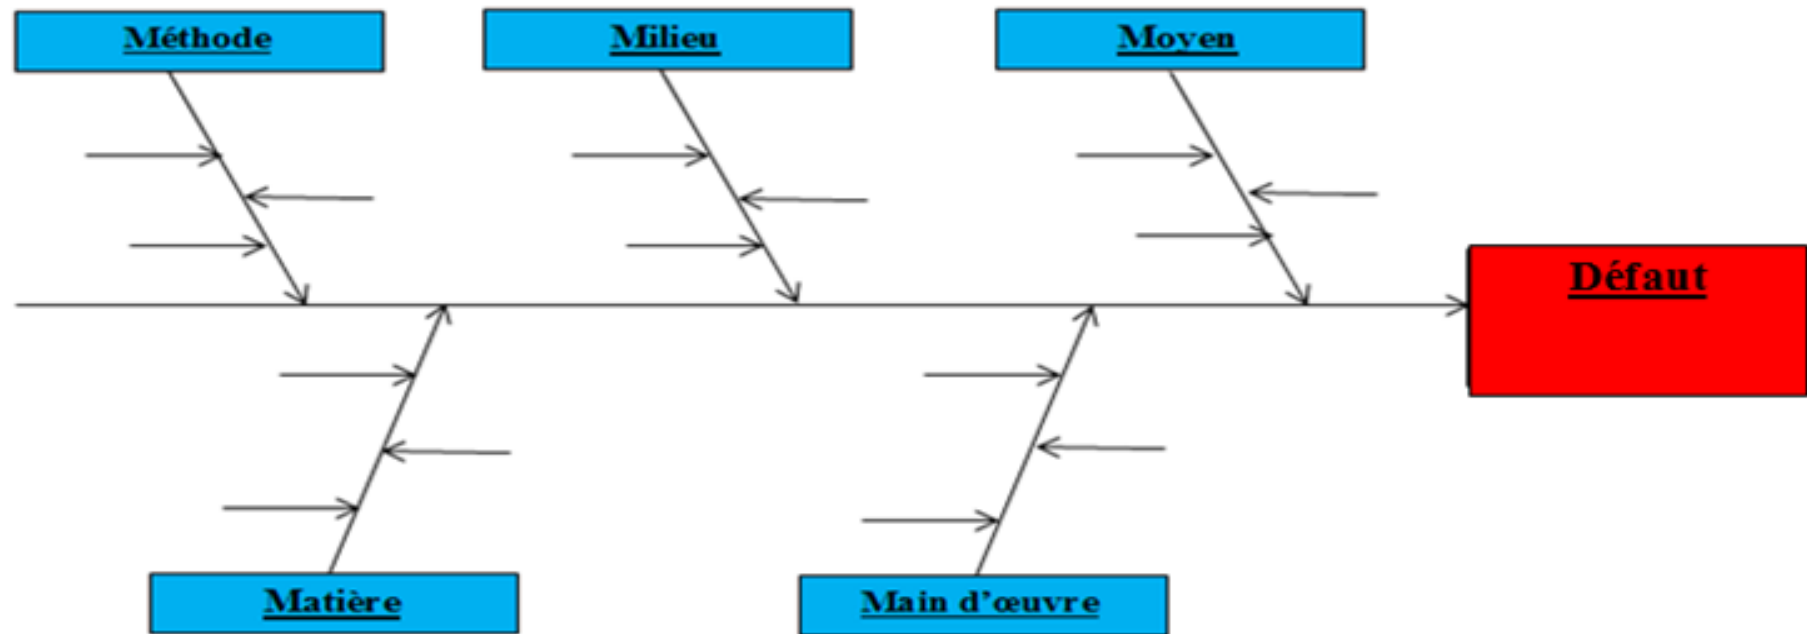 Méthode
Milieu
Moyen
Défaut
Matière
Main d'œuvre